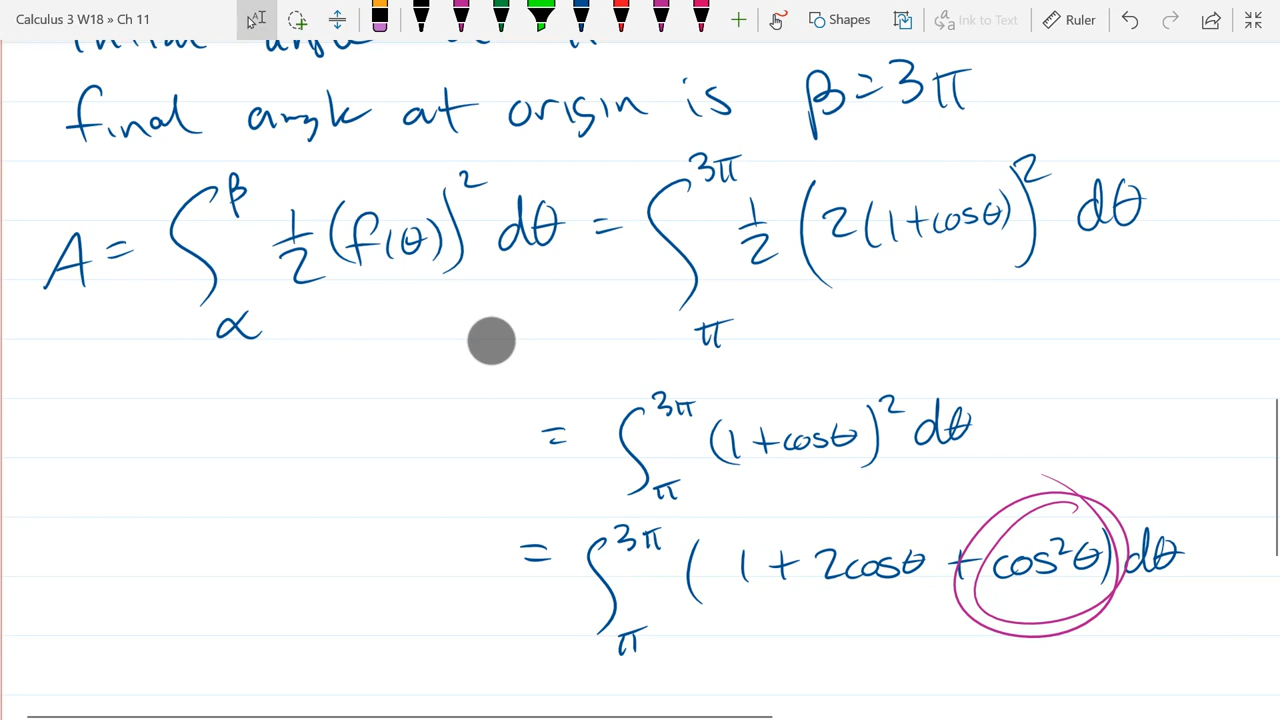 Calculus 3 W18 » Ch 11
Ink to Text
Shapes
Ruler
initial angle
final angle at origin is β = 3π
A = ∫_α^β 1/2 (f(θ))^2 dθ = ∫_π^{3π} 1/2 (2(1+cosθ))^2 dθ
= ∫_π^{3π} (1+cosθ)^2 dθ
= ∫_π^{3π} (1 + 2cosθ + cos²θ) dθ